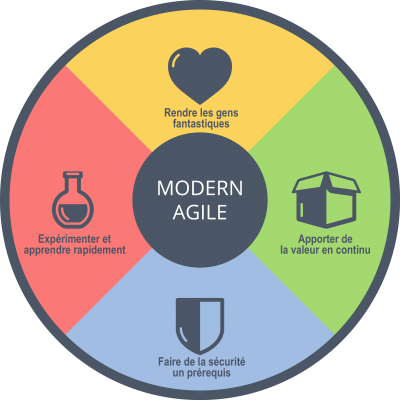 Rendre les gens
fantastiques
MODERN
AGILE
Expérimenter et
apprendre rapidement
Apporter de
la valeur en continu
Faire de la sécurité
un prérequis